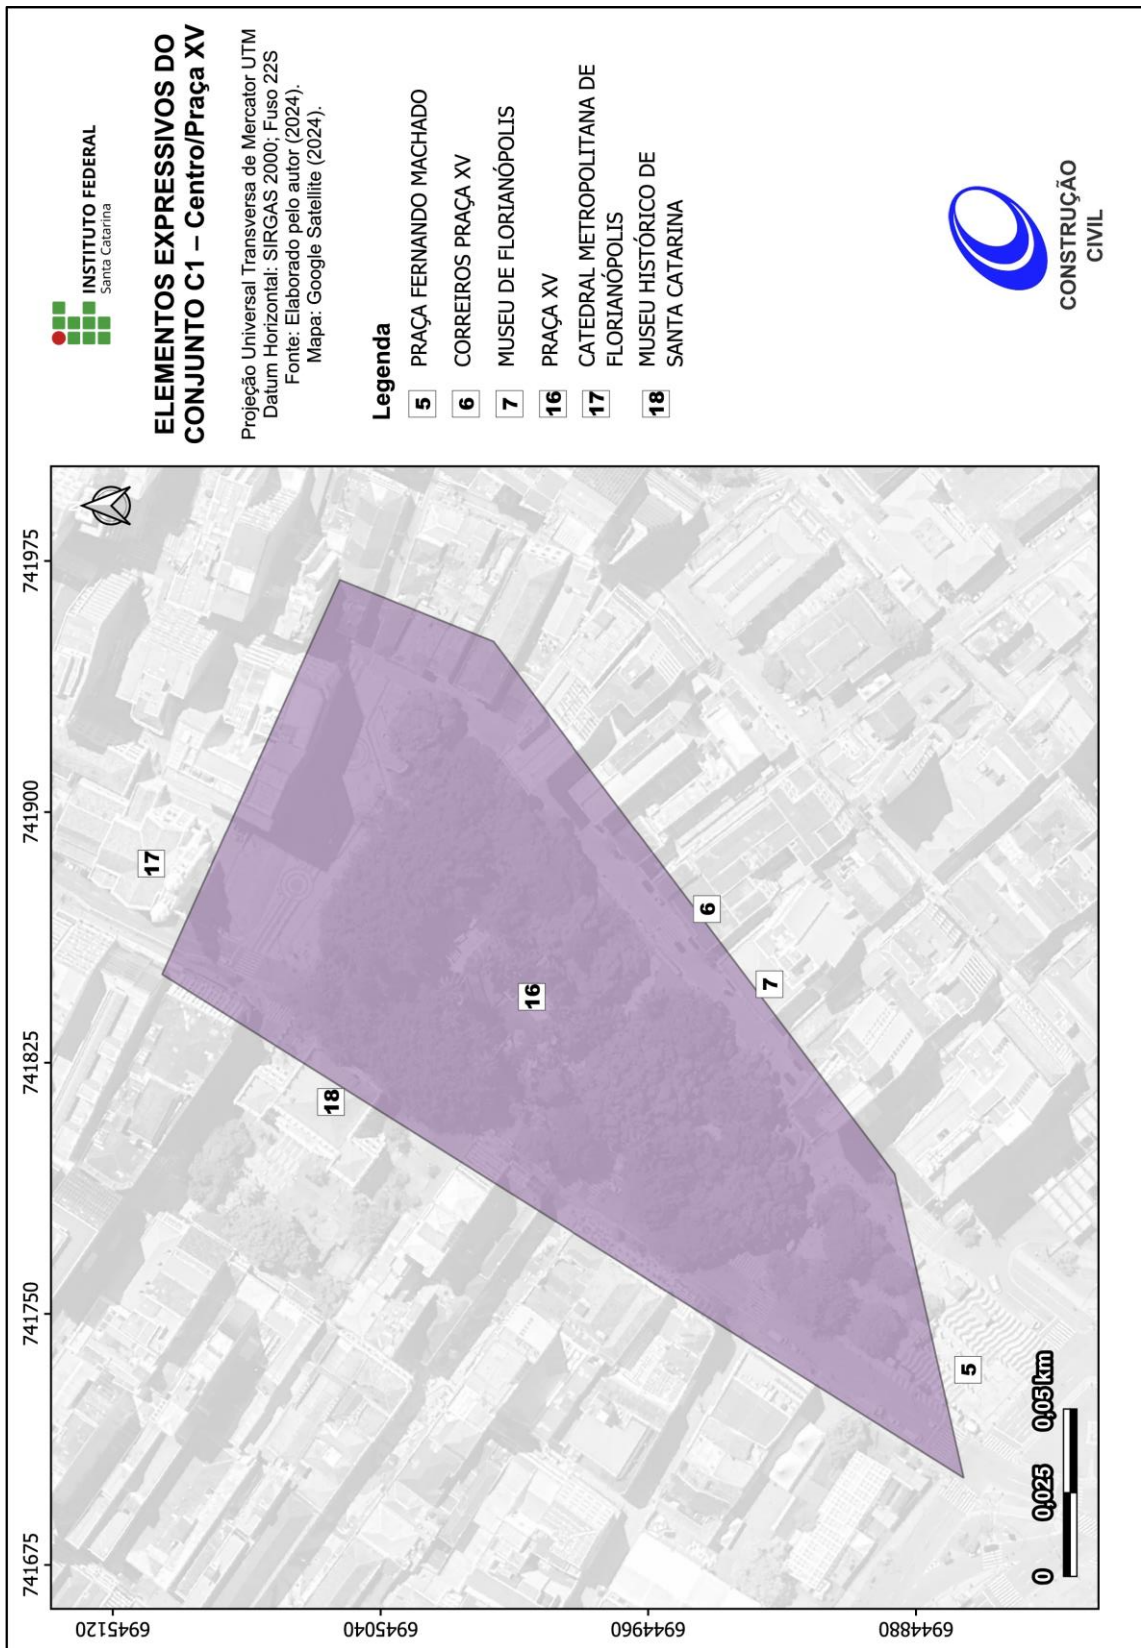 INSTITUTO FEDERAL
Santa Catarina
ELEMENTOS EXPRESSIVOS DO
CONJUNTO C1 – Centro/Praça XV
Projeção Universal Transversa de Mercator UTM
Datum Horizontal: SIRGAS 2000; Fuso 22S
Fonte: Elaborado pelo autor (2024).
Mapa: Google Satellite (2024).
Legenda
5 PRAÇA FERNANDO MACHADO
6 CORREIROS PRAÇA XV
7 MUSEU DE FLORIANÓPOLIS
16 PRAÇA XV
17 CATEDRAL METROPOLITANA DE
FLORIANÓPOLIS
18 MUSEU HISTÓRICO DE
SANTA CATARINA
CONSTRUÇÃO
CIVIL
741675
741750
741825
741900
741975
6945120
6945040
6944960
6944880
17
18
16
6
7
5
0 0,025 0,05 km